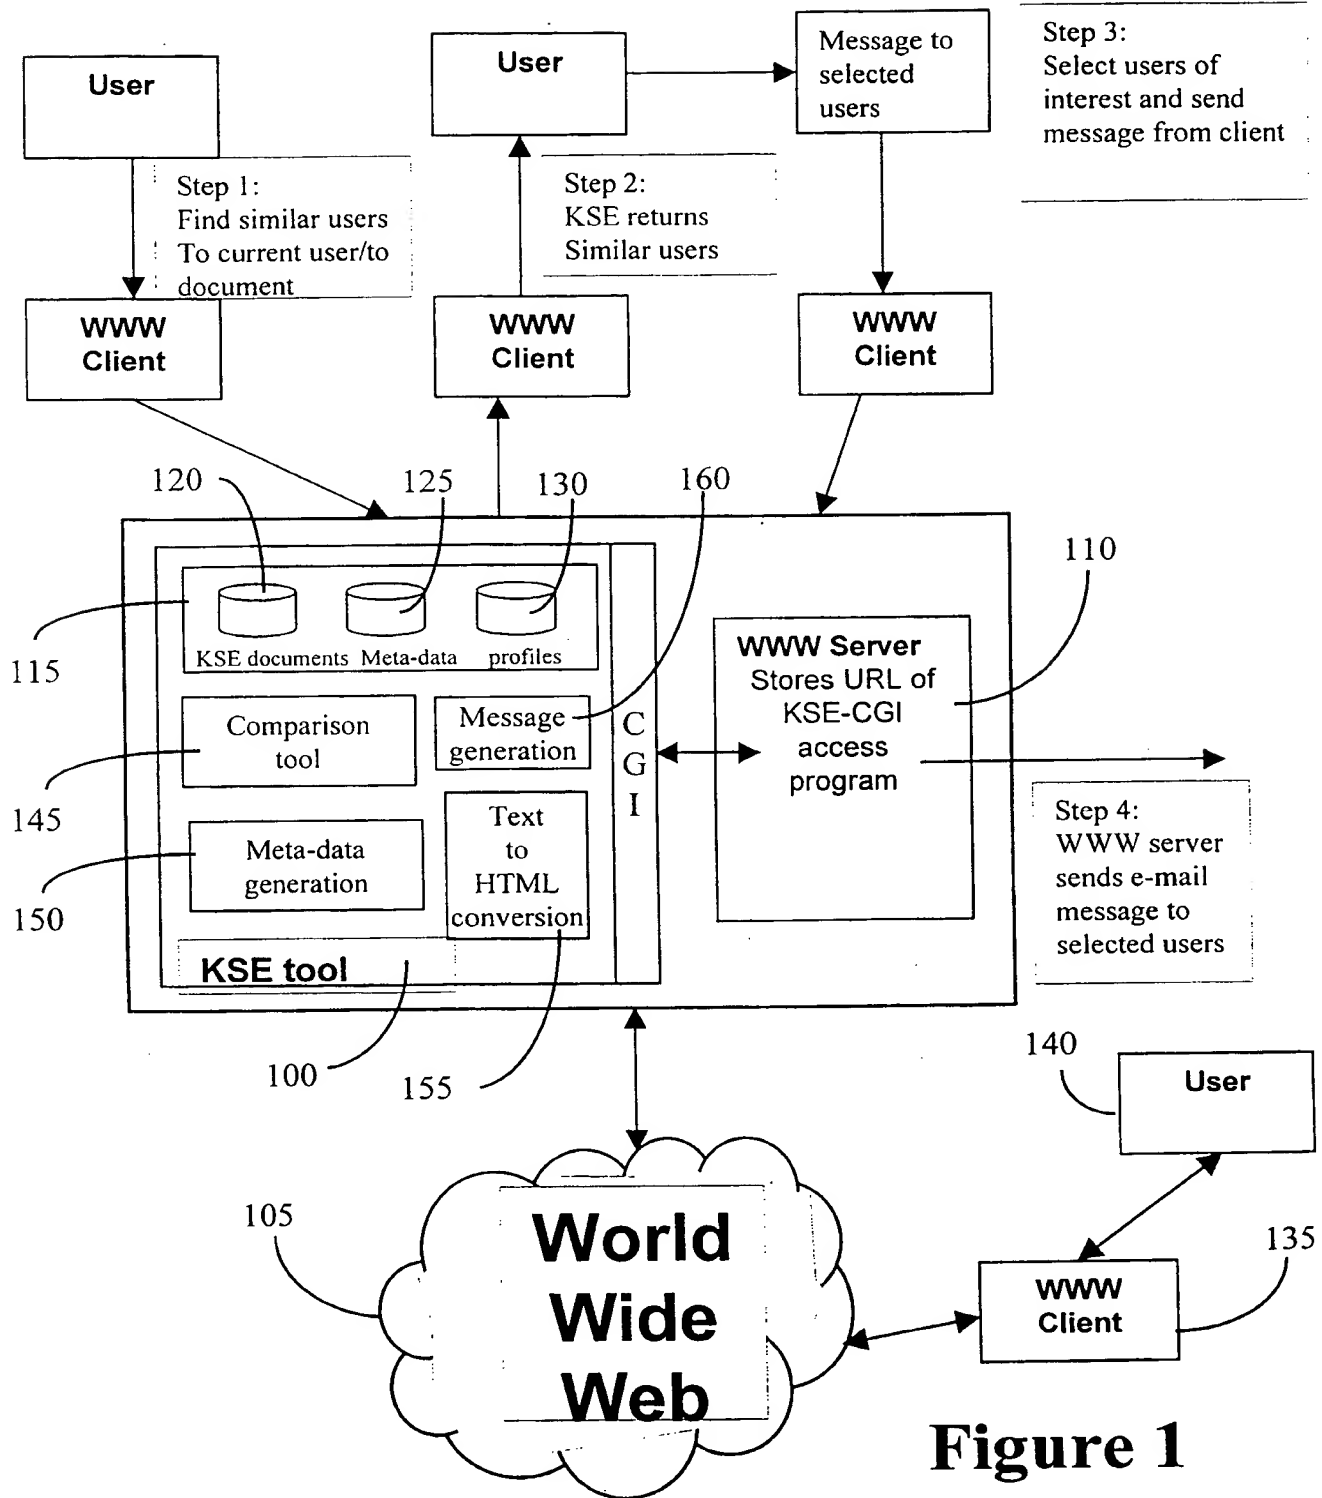 User
User
Message to
selected
users
Step 3:
Select users of
interest and send
message from client
Step 1:
Find similar users
To current user/to
document
Step 2:
KSE returns
Similar users
WWW
Client
WWW
Client
WWW
Client
120
125
130
160
110
115
KSE documents
Meta-data
profiles
Comparison
tool
Message
generation
C
G
I
WWW Server
Stores URL of
KSE-CGI
access
program
145
Meta-data
generation
150
Text
to
HTML
conversion
KSE tool
Step 4:
WWW server
sends e-mail
message to
selected users
100
155
140
User
105
World
Wide
Web
135
WWW
Client
Figure 1